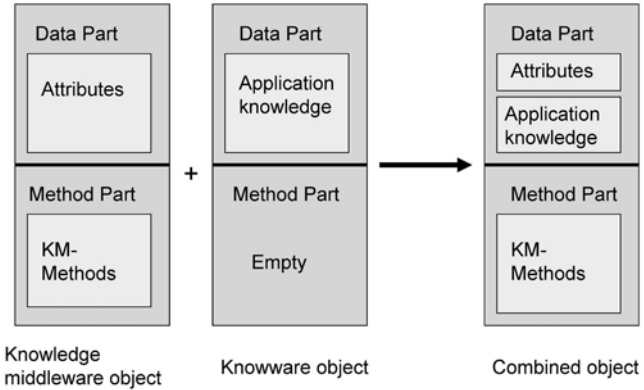 Data Part
Attributes
Method Part
KM-
Methods
Knowledge
middleware object
+
Data Part
Application
knowledge
Method Part
Empty
Knowware object
Data Part
Attributes
Application
knowledge
Method Part
KM-
Methods
Combined object